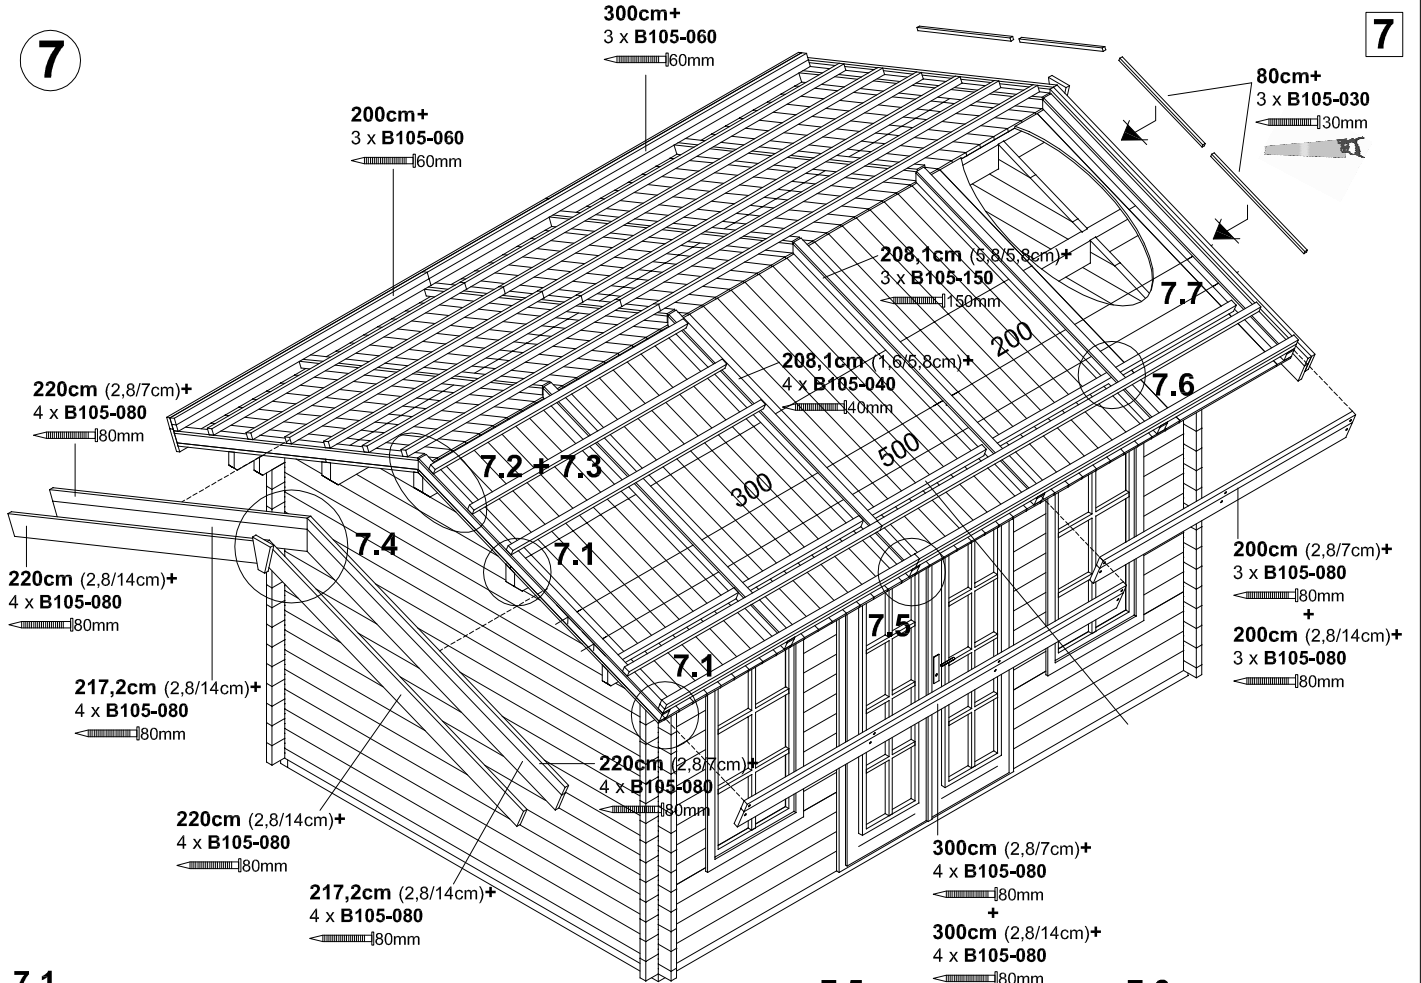 7
7
300cm+
3 x B105-060
60mm
200cm+
3 x B105-060
60mm
80cm+
3 x B105-030
30mm
208,1cm (5,8/5,8cm)+
3 x B105-150
150mm
7.7
200
208,1cm (1,6/5,8cm)+
4 x B105-040
40mm
7.6
220cm (2,8/7cm)+
4 x B105-080
80mm
7.2 + 7.3
500
300
7.4
7.1
220cm (2,8/14cm)+
4 x B105-080
80mm
200cm (2,8/7cm)+
3 x B105-080
80mm
+
200cm (2,8/14cm)+
3 x B105-080
80mm
7.5
7.1
217,2cm (2,8/14cm)+
4 x B105-080
80mm
220cm (2,8/7cm)+
4 x B105-080
80mm
220cm (2,8/14cm)+
4 x B105-080
80mm
217,2cm (2,8/14cm)+
4 x B105-080
80mm
300cm (2,8/7cm)+
4 x B105-080
80mm
+
300cm (2,8/14cm)+
4 x B105-080
80mm
7.1